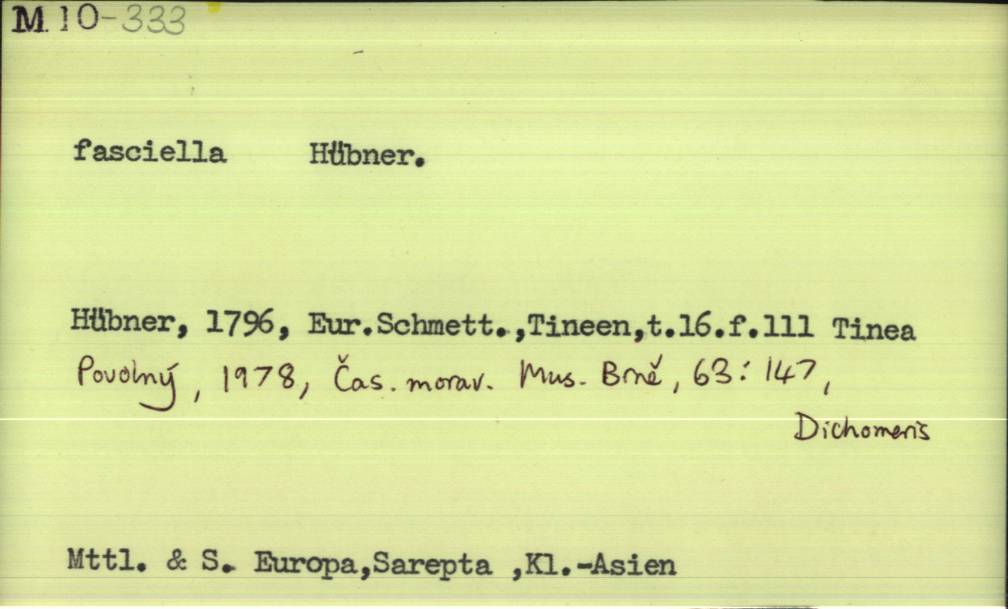 M.10-333
fasciella Hübner.
Hübner, 1796, Eur.Schmett.,Tineen,t.16.f.111 Tinea
Povolný, 1978, Čas. morav. Mus. Brně, 63:147,
Dichomeris
Mttl. & S. Europa,Sarepta ,Kl.-Asien